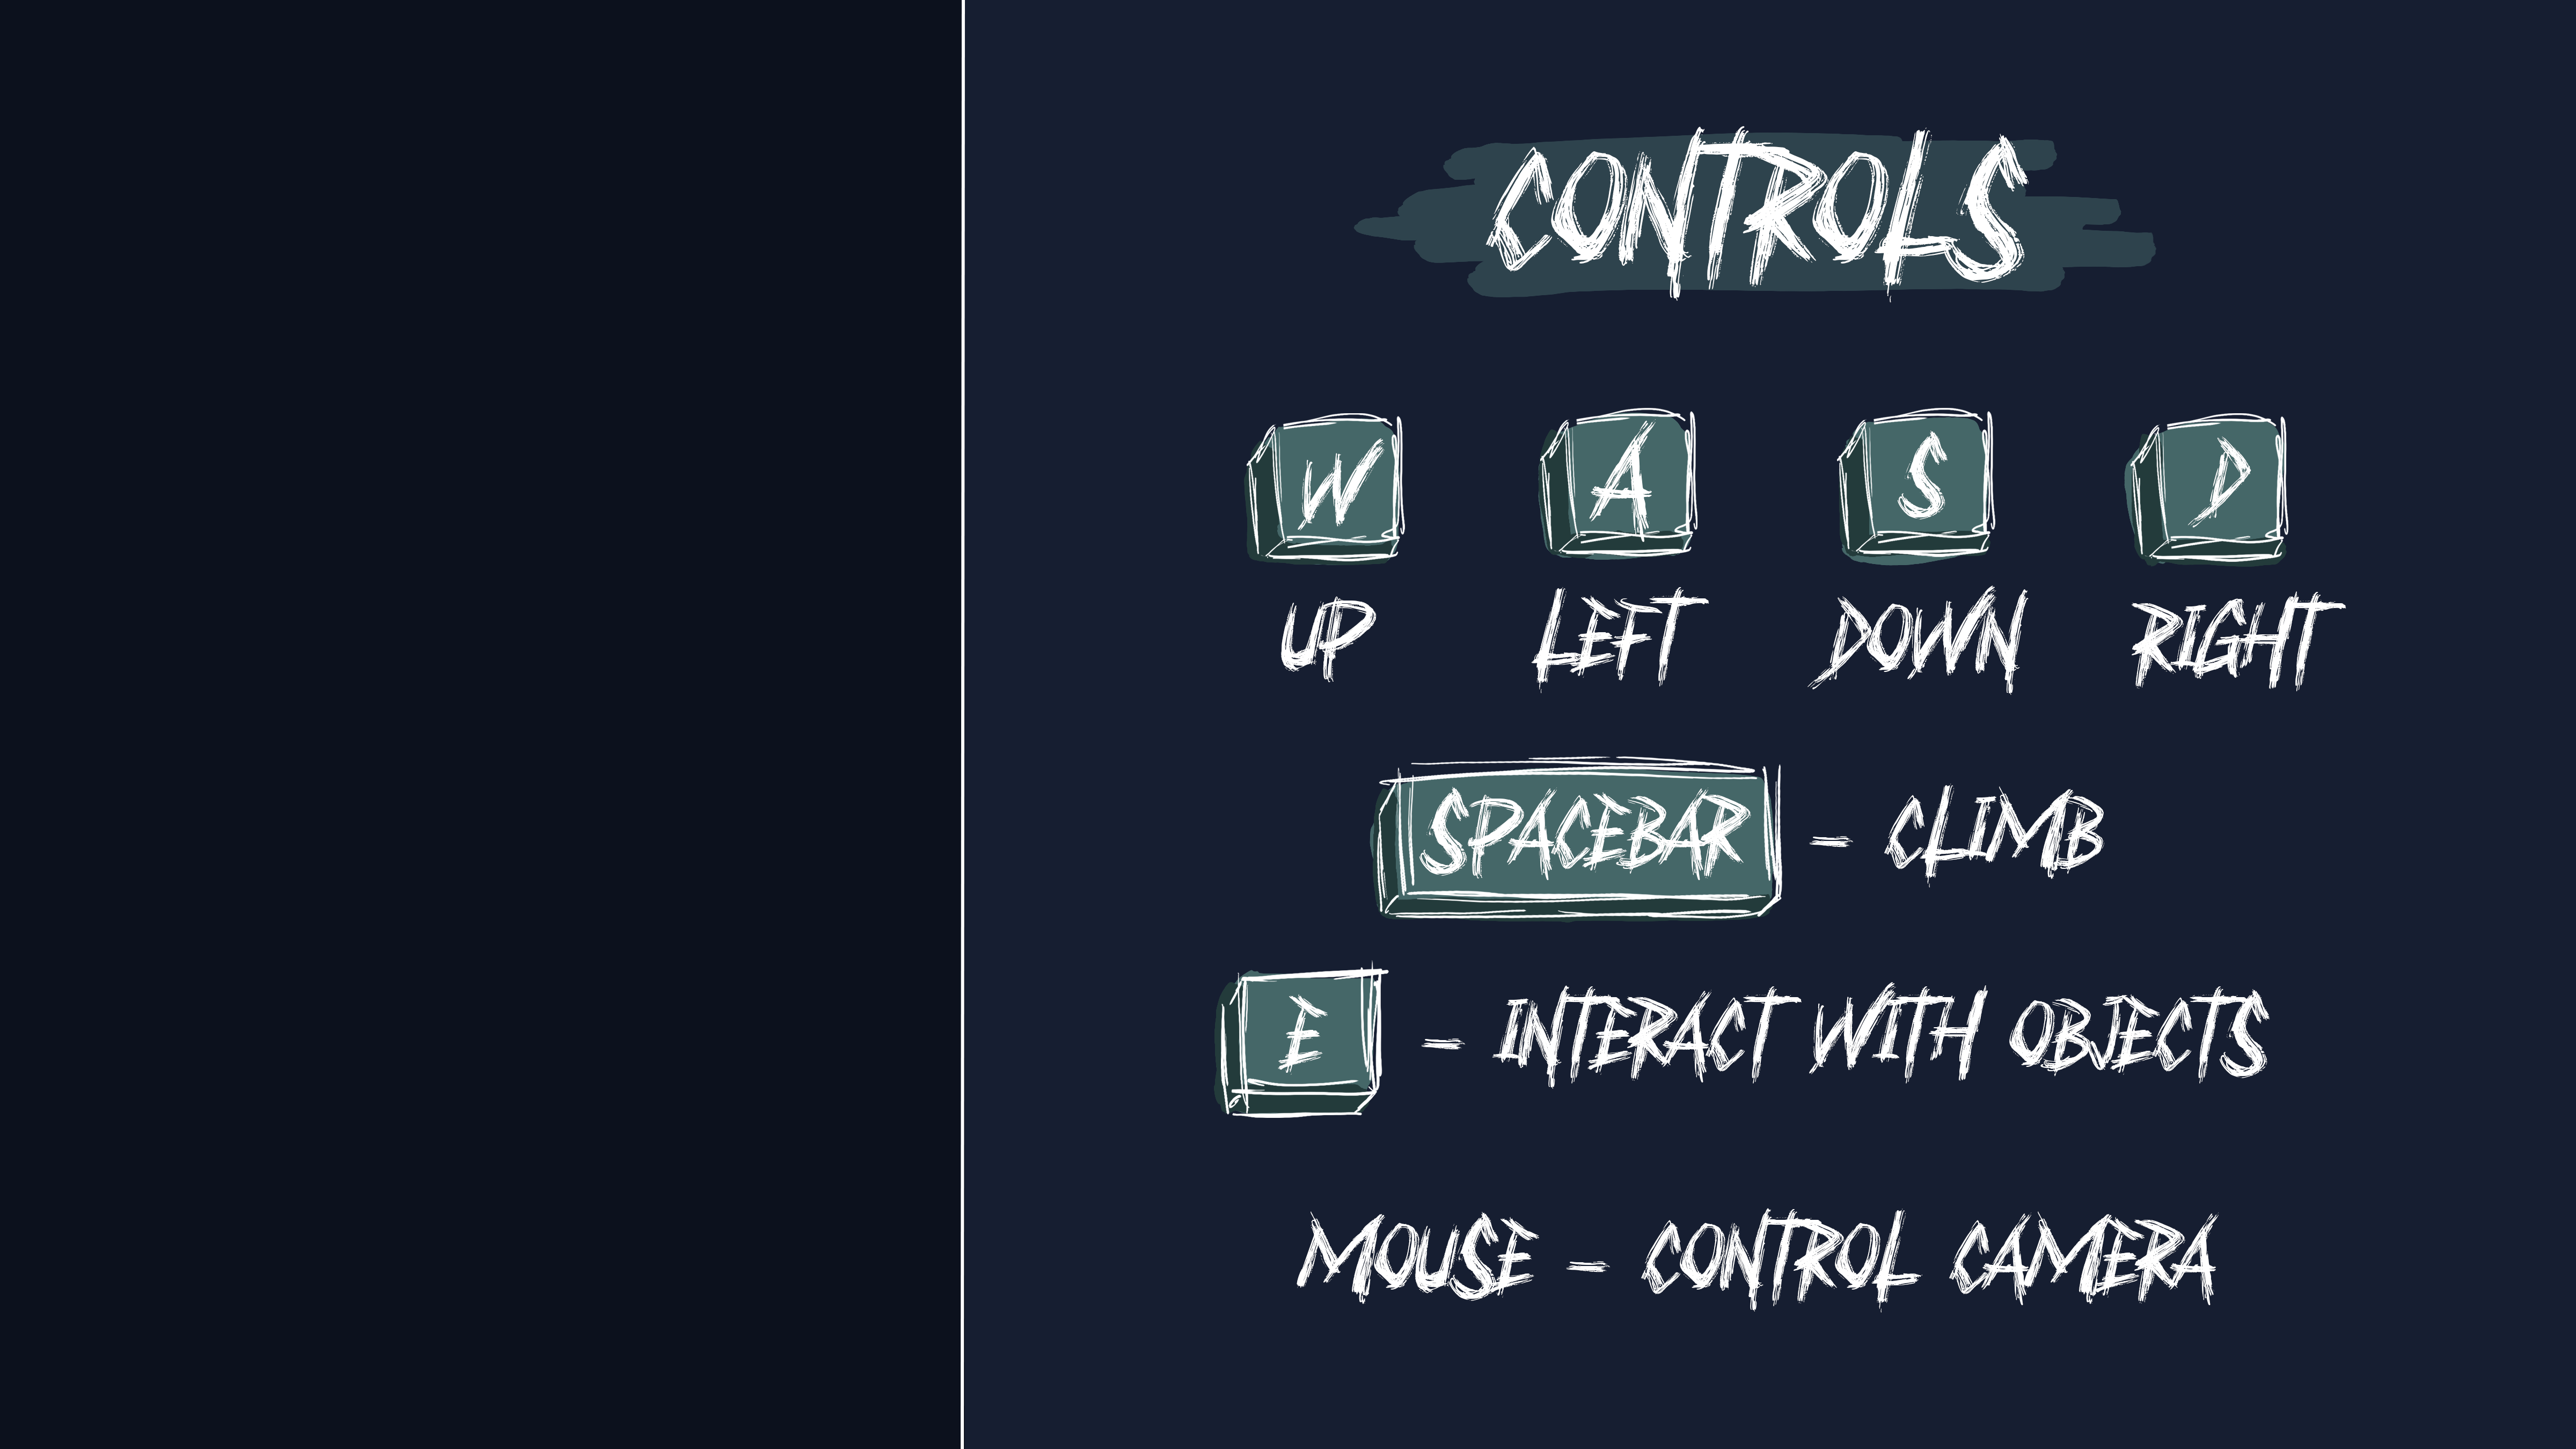 CONTROLS
W A S D
UP LEFT DOWN RIGHT
SPACEBAR - CLIMB
E - INTERACT WITH OBJECTS
MOUSE - CONTROL CAMERA